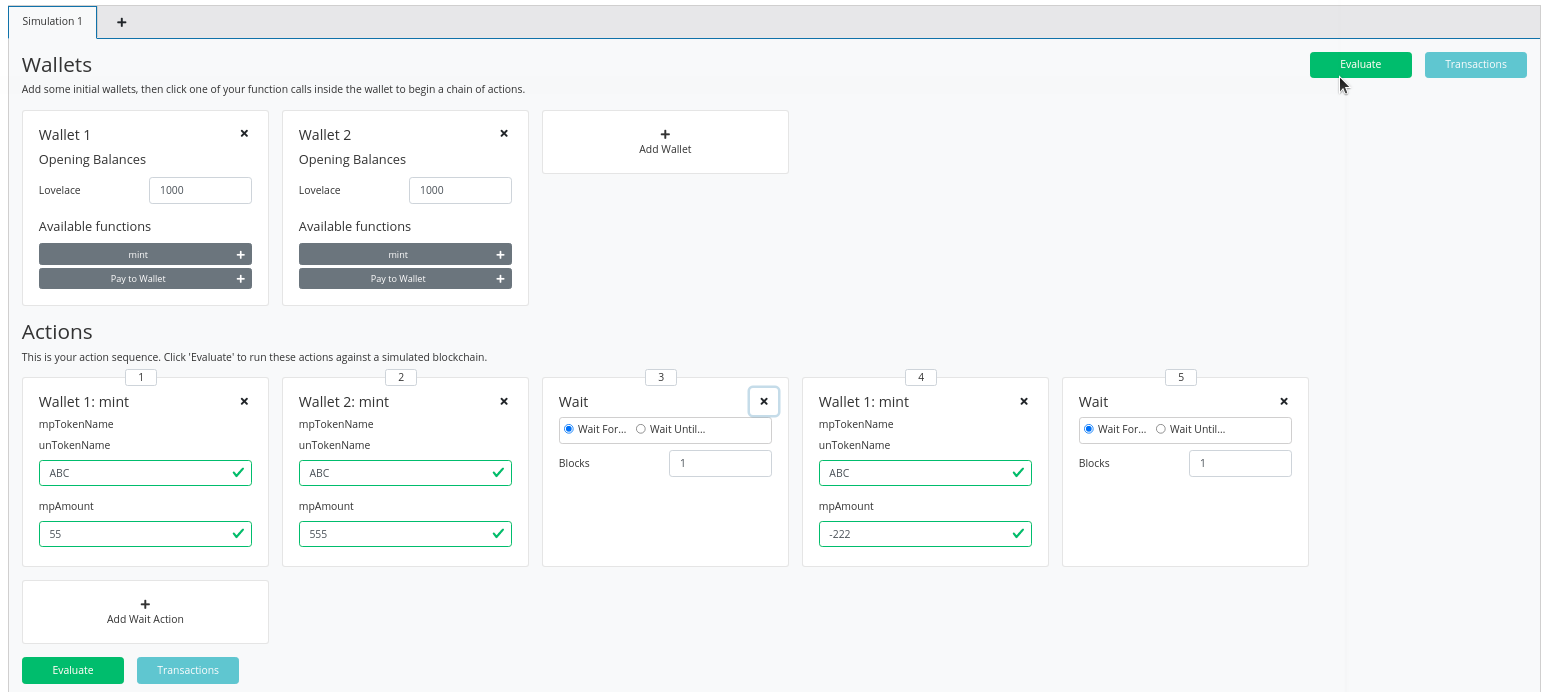 Simulation 1 +
Wallets
Evaluate Transactions
Add some initial wallets, then click one of your function calls inside the wallet to begin a chain of actions.
Wallet 1
Opening Balances
Lovelace 1000
Available functions
mint +
Pay to Wallet +
Wallet 2
Opening Balances
Lovelace 1000
Available functions
mint +
Pay to Wallet +
+
Add Wallet
Actions
This is your action sequence. Click 'Evaluate' to run these actions against a simulated blockchain.
1
Wallet 1: mint
mpTokenName
unTokenName
ABC
mpAmount
55
2
Wallet 2: mint
mpTokenName
unTokenName
ABC
mpAmount
555
3
Wait
Wait For... Wait Until...
Blocks 1
4
Wallet 1: mint
mpTokenName
unTokenName
ABC
mpAmount
-222
5
Wait
Wait For... Wait Until...
Blocks 1
+
Add Wait Action
Evaluate Transactions